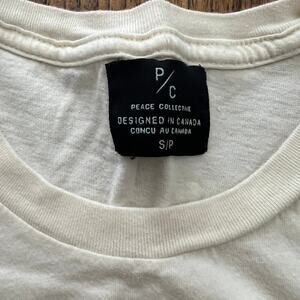 P/C
PEACE COLLECTIVE
DESIGNED IN CANADA
CONCU AU CANADA
S/P